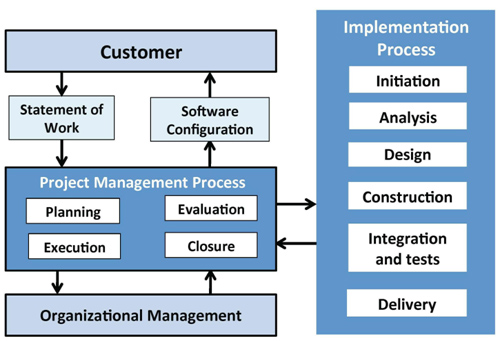 Customer
Statement of
Work
Software
Configuration
Project Management Process
Planning
Evaluation
Execution
Closure
Organizational Management
Implementation
Process
Initiation
Analysis
Design
Construction
Integration
and tests
Delivery